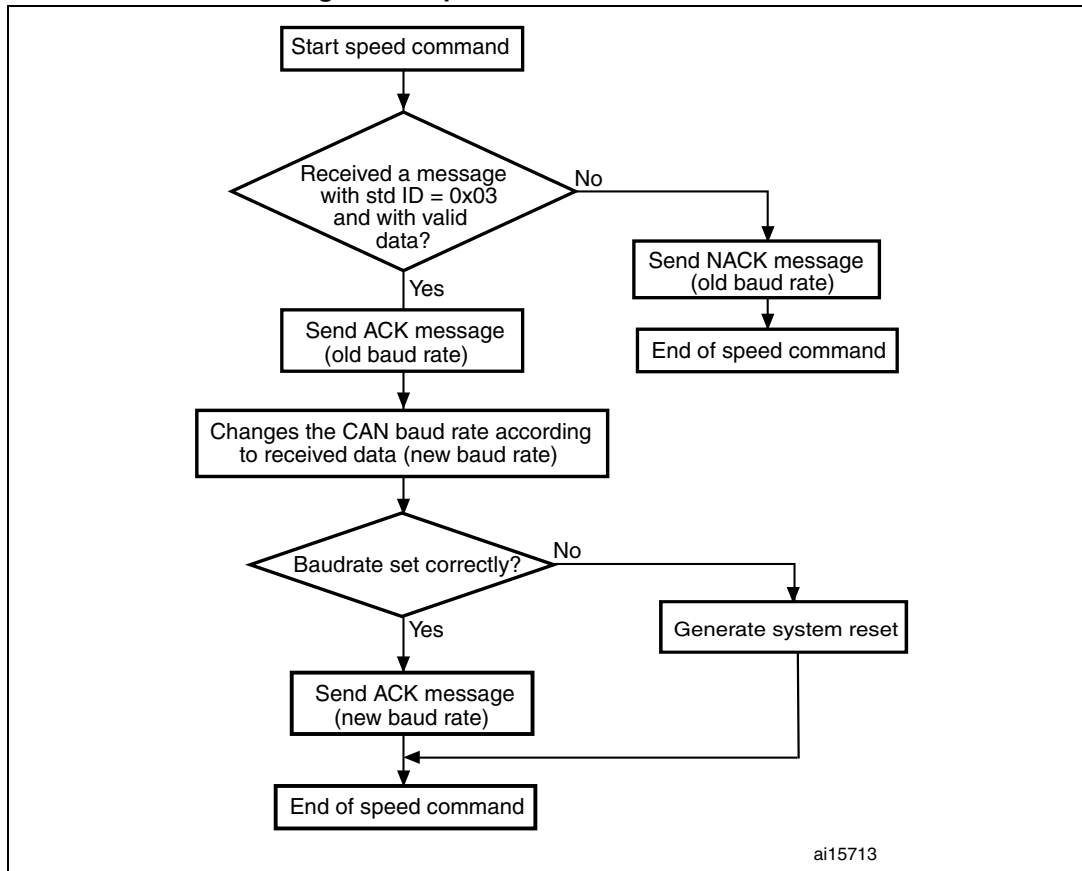 Start speed command
Received a message
with std ID = 0x03
and with valid
data?
No
Send NACK message
(old baud rate)
End of speed command
Yes
Send ACK message
(old baud rate)
Changes the CAN baud rate according
to received data (new baud rate)
Baudrate set correctly?
No
Generate system reset
Yes
Send ACK message
(new baud rate)
End of speed command
ai15713